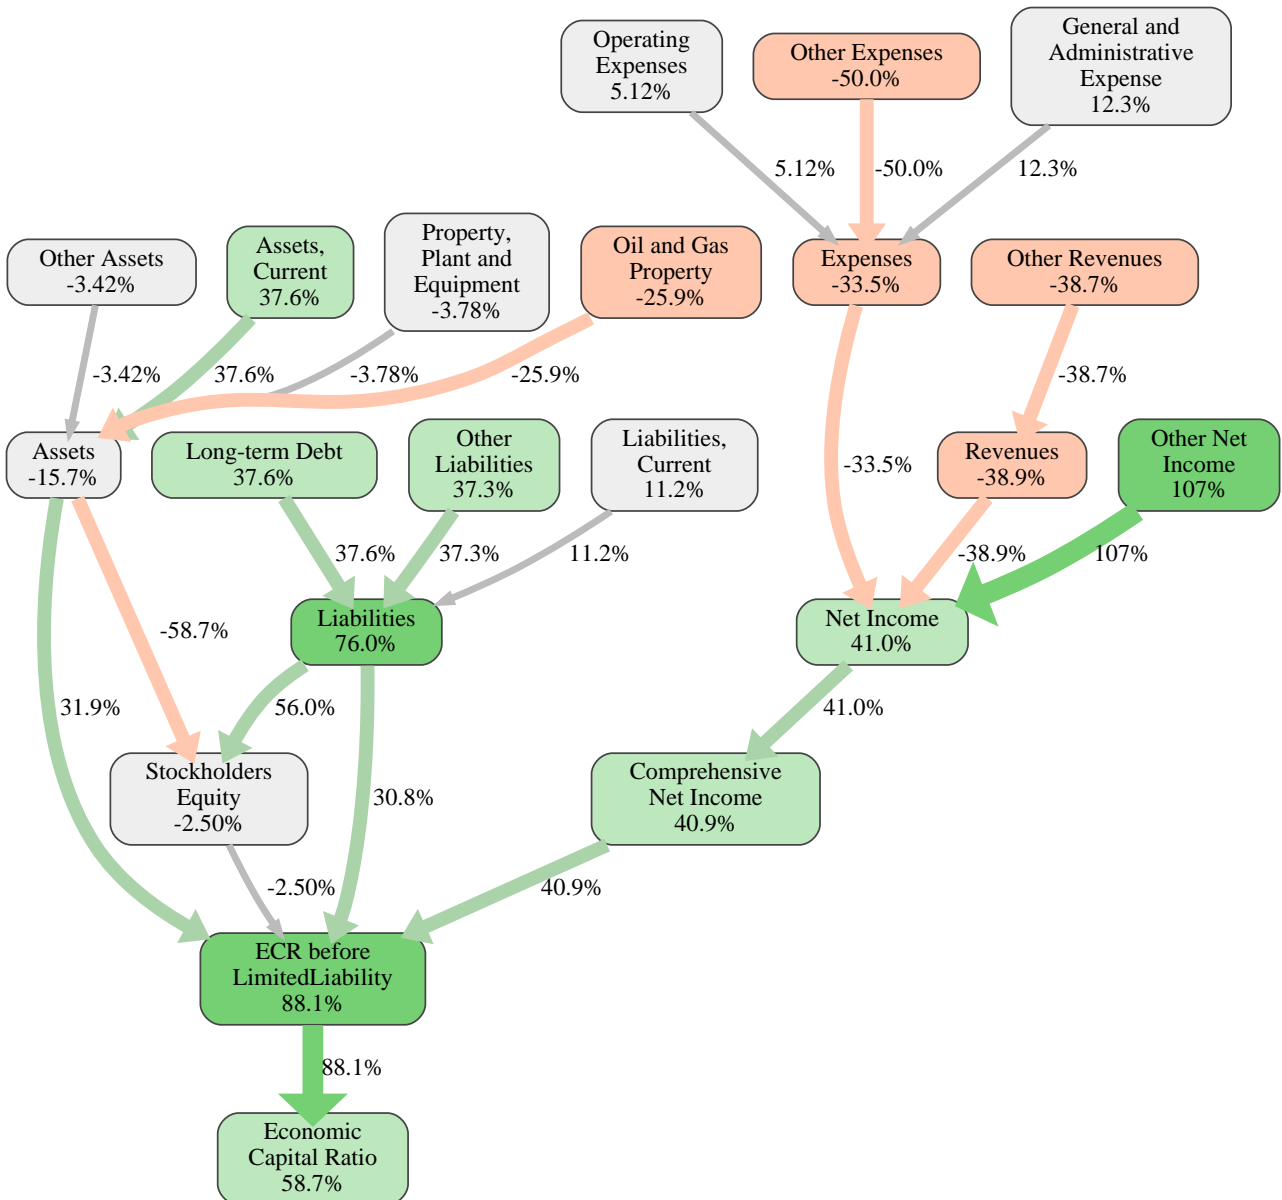 Operating
Expenses
5.12%
Other Expenses
-50.0%
General and
Administrative
Expense
12.3%
5.12%
-50.0%
12.3%
Other Assets
-3.42%
Assets,
Current
37.6%
Property,
Plant and
Equipment
-3.78%
Oil and Gas
Property
-25.9%
Expenses
-33.5%
Other Revenues
-38.7%
-3.42%
37.6%
-3.78%
-25.9%
-38.7%
Assets
-15.7%
Long-term Debt
37.6%
Other
Liabilities
37.3%
Liabilities,
Current
11.2%
-33.5%
Revenues
-38.9%
Other Net
Income
107%
37.6%
37.3%
11.2%
-38.9%
107%
-58.7%
Liabilities
76.0%
Net Income
41.0%
31.9%
56.0%
41.0%
Stockholders
Equity
-2.50%
30.8%
Comprehensive
Net Income
40.9%
-2.50%
40.9%
ECR before
LimitedLiability
88.1%
88.1%
Economic
Capital Ratio
58.7%